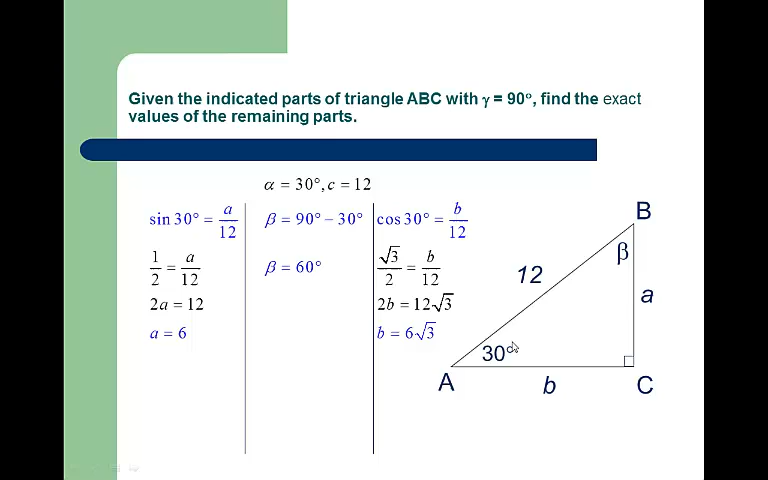 Given the indicated parts of triangle ABC with γ = 90°, find the exact
values of the remaining parts.
α = 30°, c = 12
sin 30° = a/12
1/2 = a/12
2a = 12
a = 6
β = 90° − 30°
β = 60°
cos 30° = b/12
√3/2 = b/12
2b = 12√3
b = 6√3
B
β
12
a
30°
A
b
C